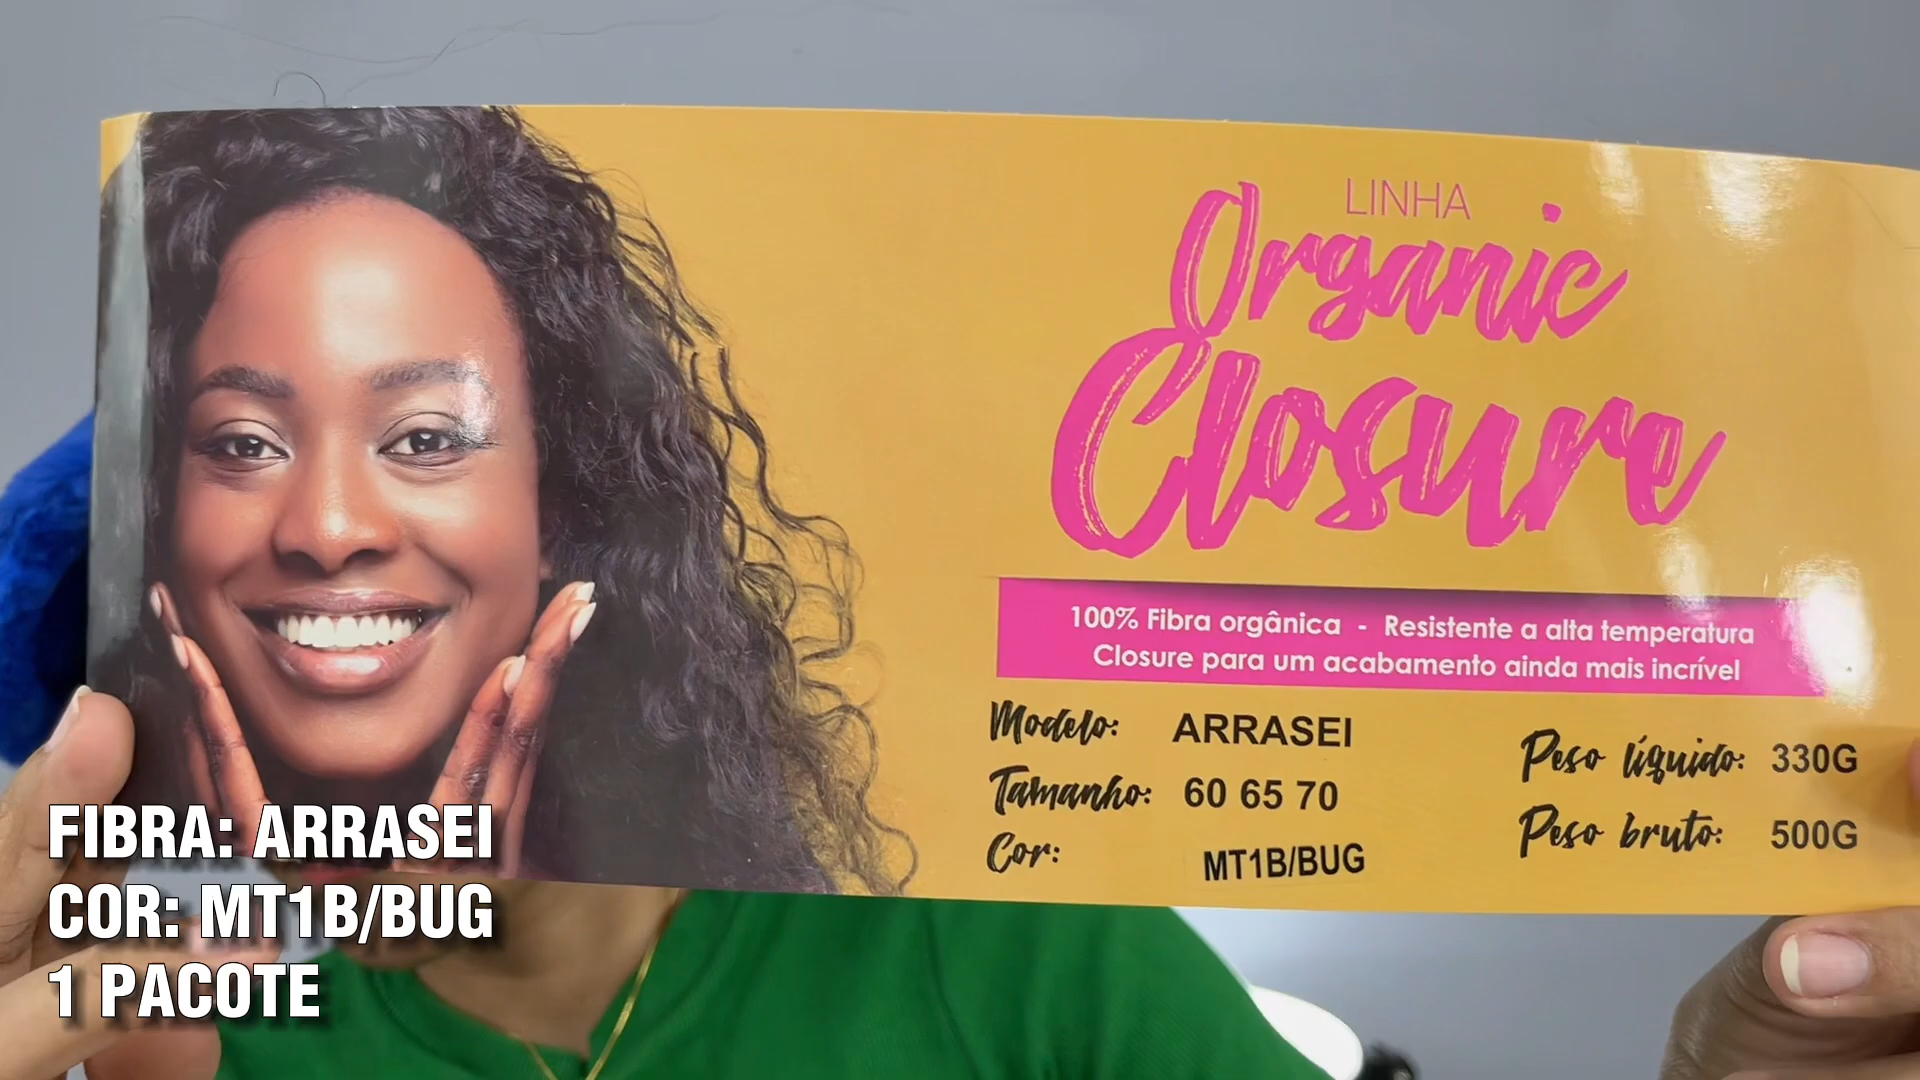 LINHA
Organic
Closure
100% Fibra orgânica - Resistente a alta temperatura
Closure para um acabamento ainda mais incrível
Modelo: ARRASEI
Tamanho: 60 65 70
Cor: MT1B/BUG
Peso líquido: 330G
Peso bruto: 500G
FIBRA: ARRASEI
COR: MT1B/BUG
1 PACOTE